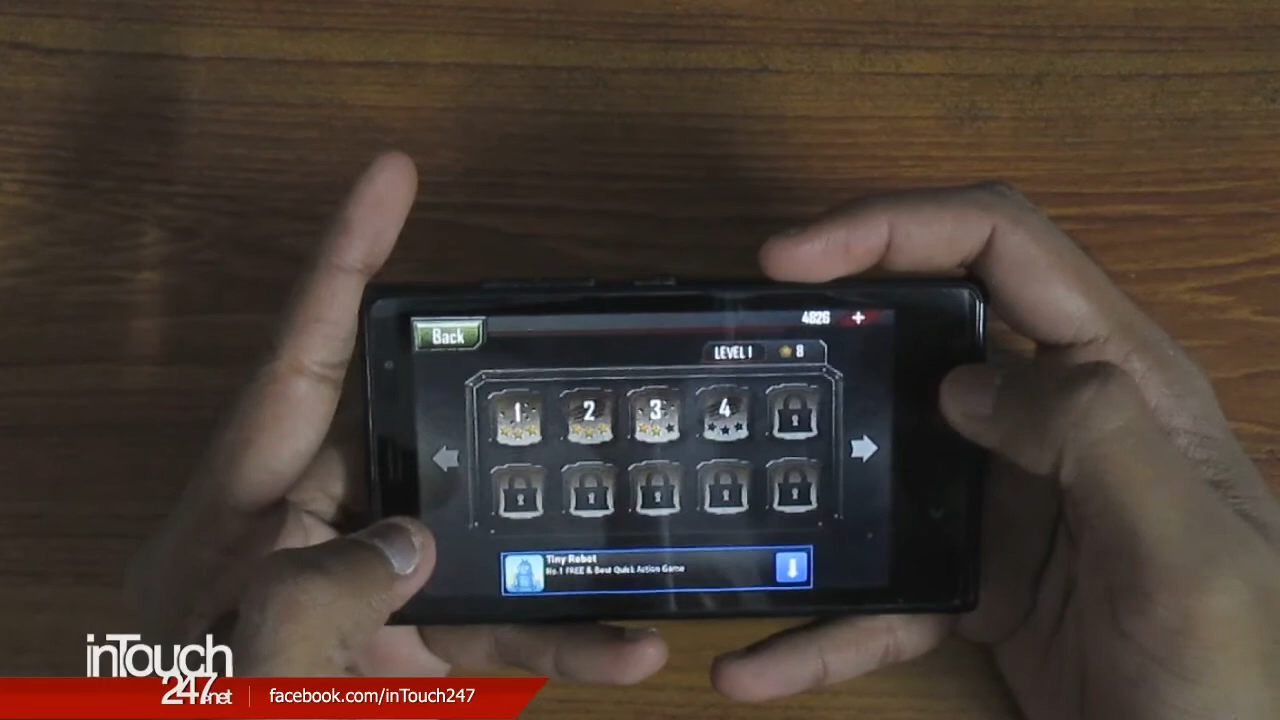 Back
4626 +
LEVEL 1 8
1 2 3 4
Tiny Robot
No.1 FREE & Best Quick Action Game
inTouch
247.net
facebook.com/inTouch247